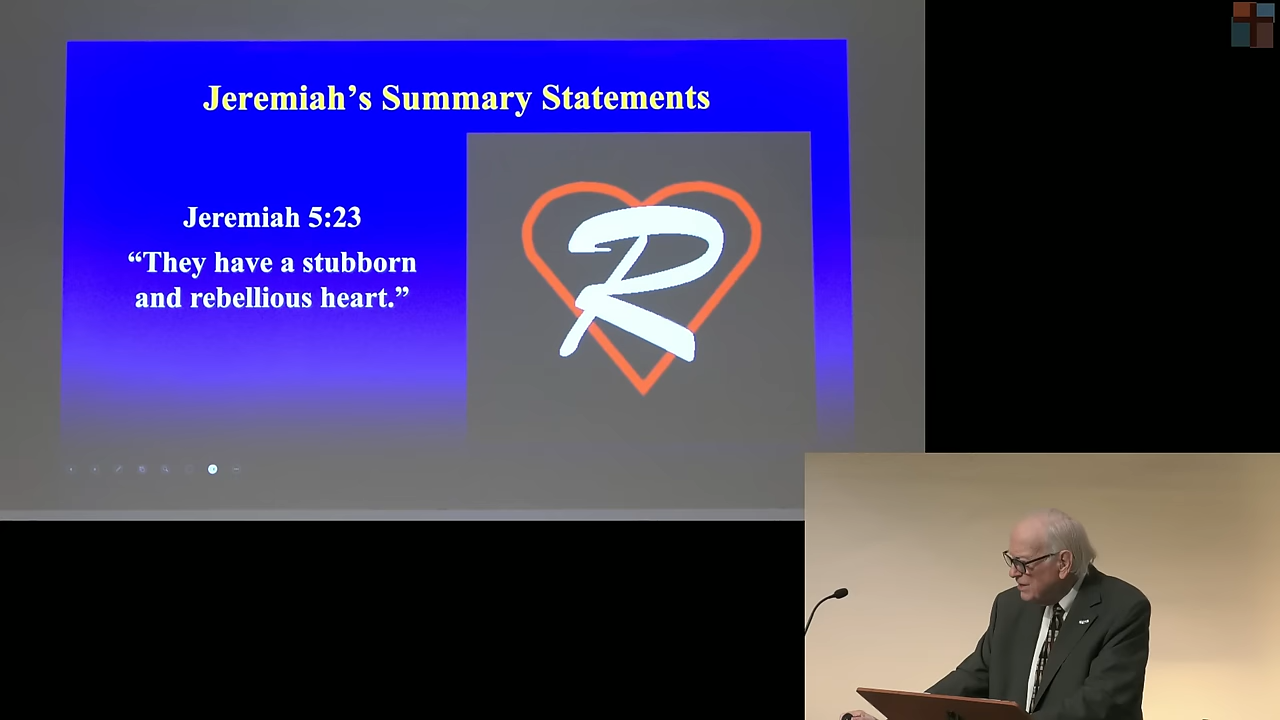 Jeremiah's Summary Statements
Jeremiah 5:23
“They have a stubborn
and rebellious heart.”
R